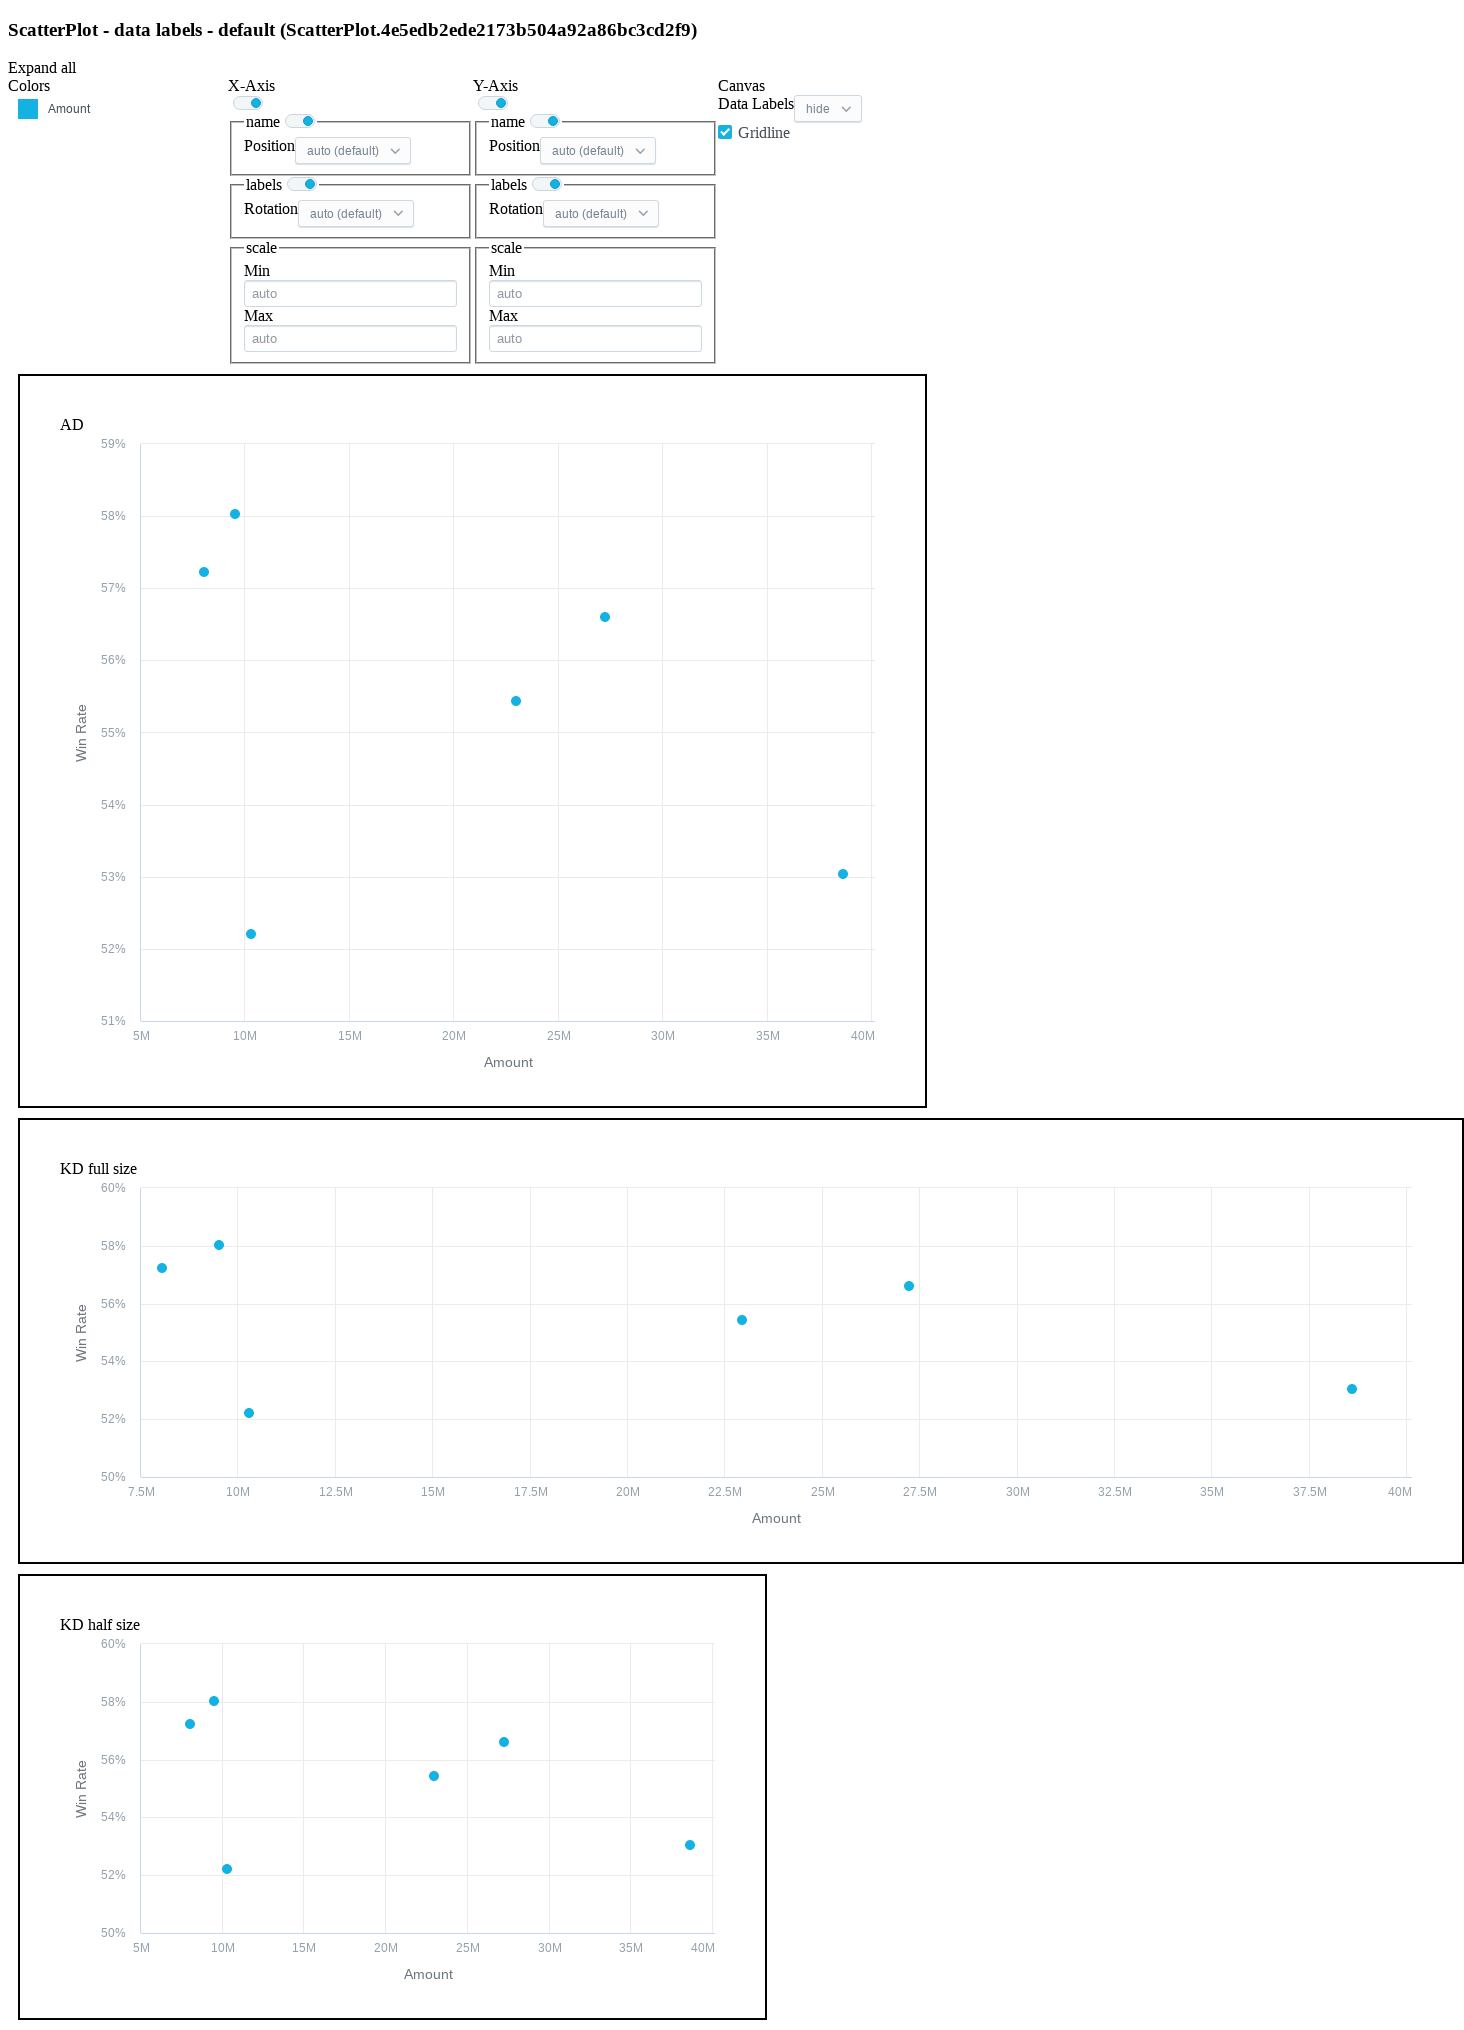 ScatterPlot - data labels - default (ScatterPlot.4e5edb2ede2173b504a92a86bc3cd2f9)
Expand all
Colors
Amount
X-Axis
name
Position auto (default)
labels
Rotation auto (default)
scale
Min
auto
Max
auto
Y-Axis
name
Position auto (default)
labels
Rotation auto (default)
scale
Min
auto
Max
auto
Canvas
Data Labels hide
Gridline
AD
59%
58%
57%
56%
55%
54%
53%
52%
51%
Win Rate
5M 10M 15M 20M 25M 30M 35M 40M
Amount
KD full size
60%
58%
56%
54%
52%
50%
Win Rate
7.5M 10M 12.5M 15M 17.5M 20M 22.5M 25M 27.5M 30M 32.5M 35M 37.5M 40M
Amount
KD half size
60%
58%
56%
54%
52%
50%
Win Rate
5M 10M 15M 20M 25M 30M 35M 40M
Amount